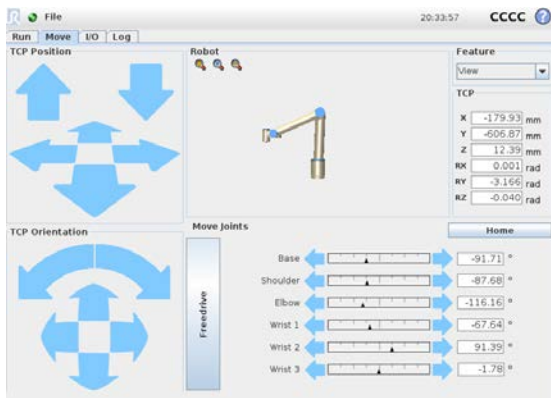 File 20:33:57 CCCC ?
Run Move I/O Log
TCP Position
Robot
Feature
View
TCP
X -179.93 mm
Y -606.87 mm
Z 12.39 mm
RX 0.001 rad
RY -3.166 rad
RZ -0.040 rad
Home
TCP Orientation
Move Joints
Freedrive
Base -91.71 °
Shoulder -87.68 °
Elbow -116.16 °
Wrist 1 -67.64 °
Wrist 2 91.39 °
Wrist 3 -1.78 °